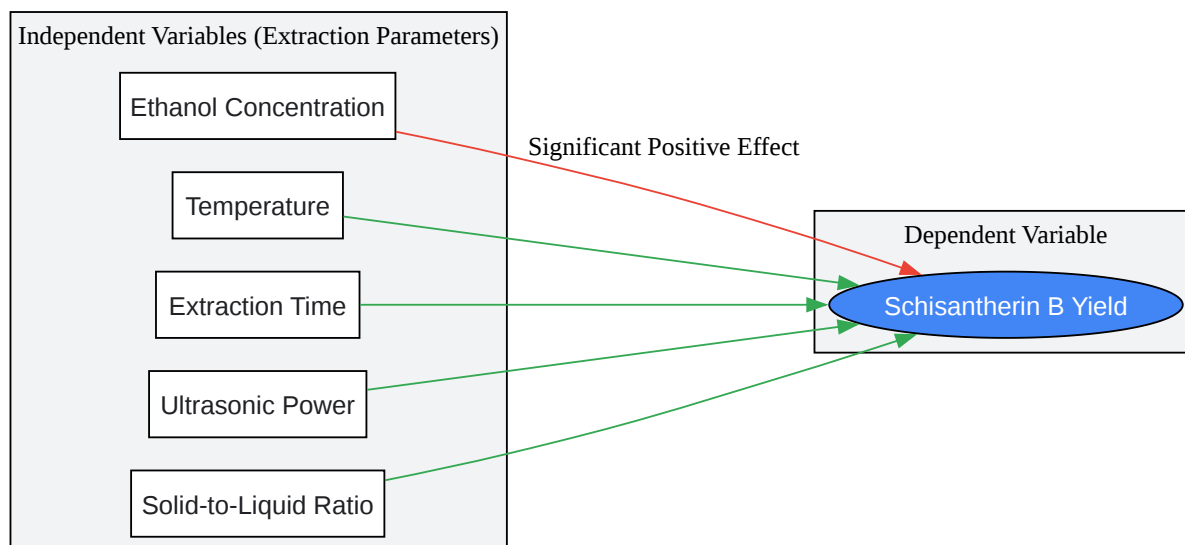 Independent Variables (Extraction Parameters)
Ethanol Concentration
Significant Positive Effect
Temperature
Dependent Variable
Extraction Time
Schisantherin B Yield
Ultrasonic Power
Solid-to-Liquid Ratio